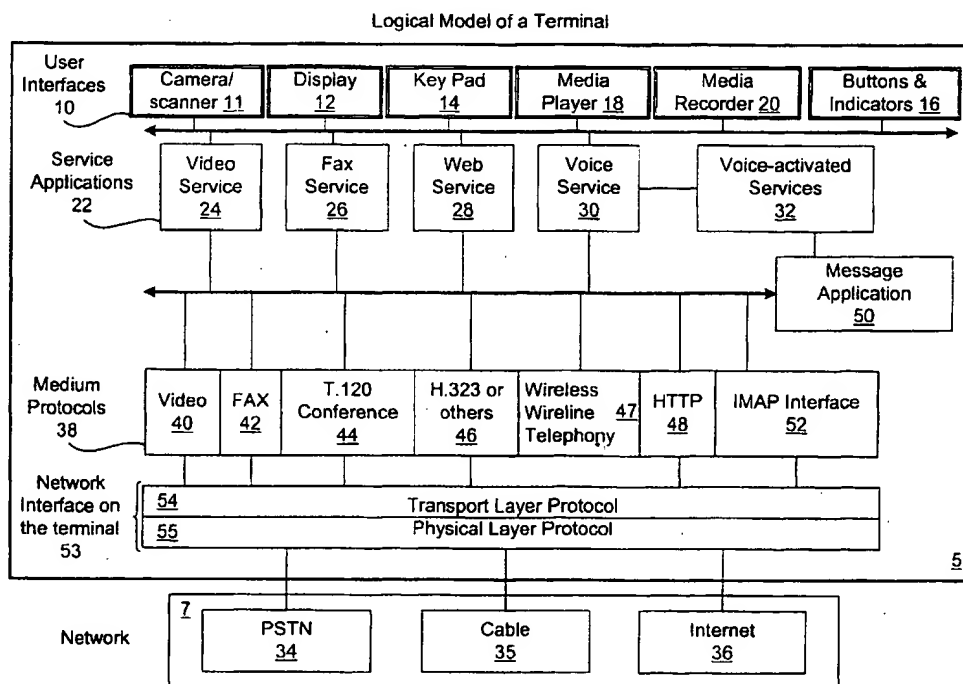 Logical Model of a Terminal
User
Interfaces
10
Camera/
scanner 11
Display
12
Key Pad
14
Media
Player 18
Media
Recorder 20
Buttons &
Indicators 16
Service
Applications
22
Video
Service
24
Fax
Service
26
Web
Service
28
Voice
Service
30
Voice-activated
Services
32
Message
Application
50
Medium
Protocols
38
Video
40
FAX
42
T.120
Conference
44
H.323 or
others
46
Wireless
Wireline 47
Telephony
HTTP
48
IMAP Interface
52
Network
Interface on
the terminal
53
54 Transport Layer Protocol
55 Physical Layer Protocol
5
Network
7
PSTN
34
Cable
35
Internet
36